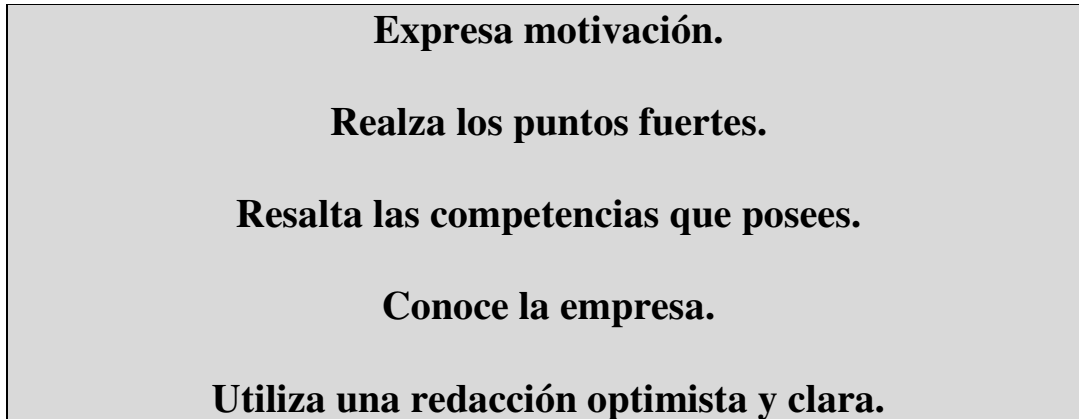 Expresa motivación.
Realza los puntos fuertes.
Resalta las competencias que posees.
Conoce la empresa.
Utiliza una redacción optimista y clara.